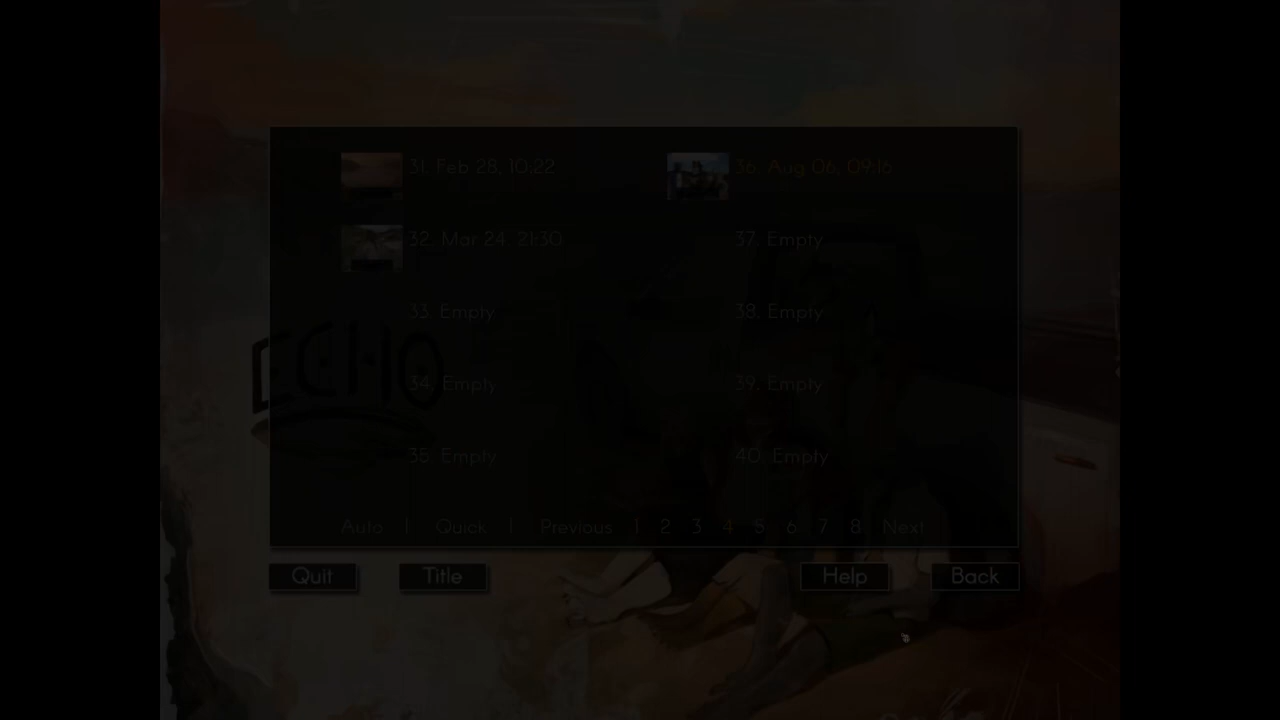 31. Feb 28, 10:22
36. Aug 06, 09:16
32. Mar 24, 21:30
37. Empty
33. Empty
38. Empty
ECHO
34. Empty
39. Empty
35. Empty
40. Empty
Auto | Quick | Previous 1 2 3 4 5 6 7 8 Next
Quit Title Help Back